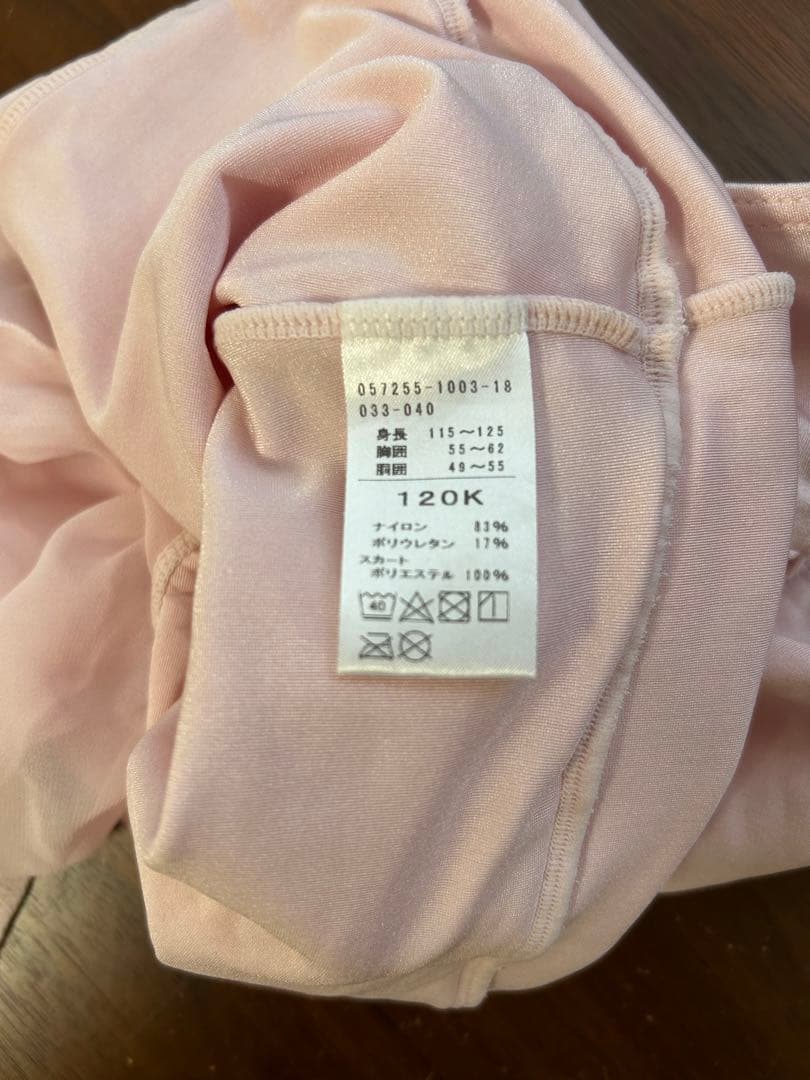 057255-1003-18
033-040
身長 115～125
胸囲 55～62
胴囲 49～55
120K
ナイロン 83%
ポリウレタン 17%
スカート
ポリエステル 100%
40